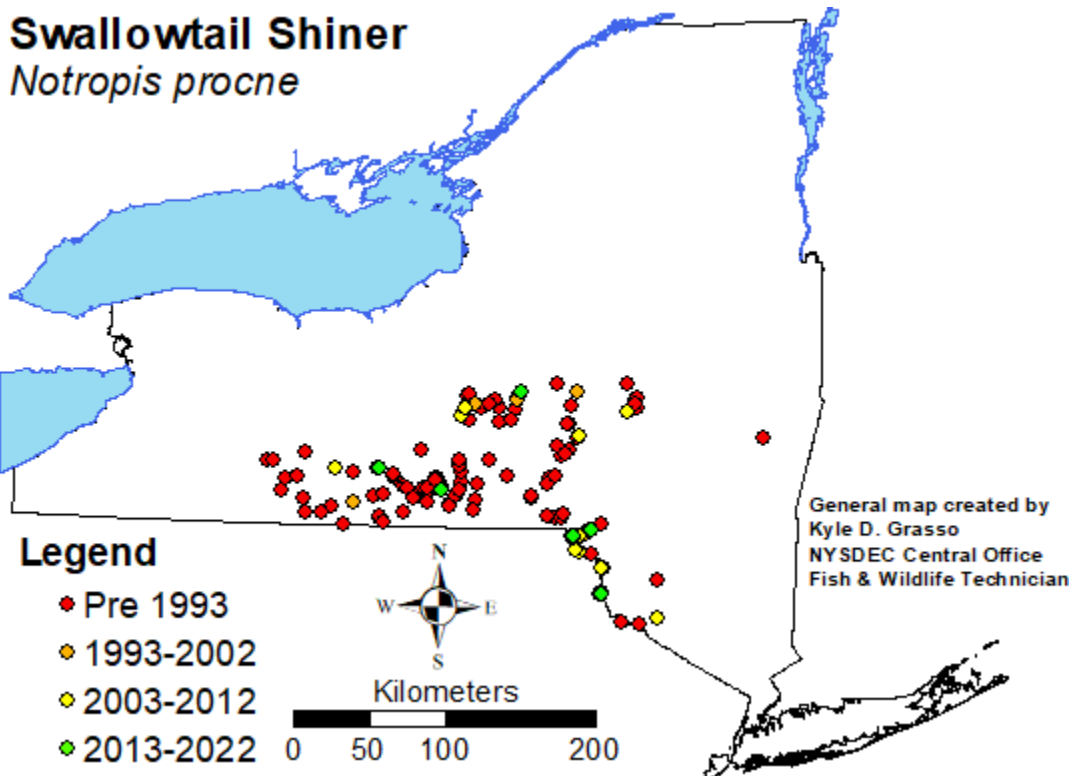 Swallowtail Shiner
Notropis procne
General map created by
Kyle D. Grasso
NYSDEC Central Office
Fish & Wildlife Technician
Legend
Pre 1993
1993-2002
2003-2012
2013-2022
N
W E
S
Kilometers
0 50 100 200